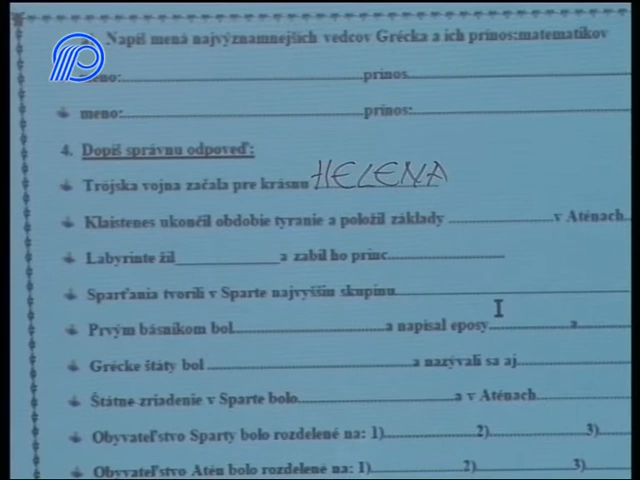 Napíš mená najvýznamnejších vedcov Grécka a ich prínos:matematikov
meno:..............................prínos..............................
meno:..............................prínos:..............................
4. Dopíš správnu odpoveď:
Trójska vojna začala pre krásnu HELENA
Klaistenes ukončil obdobie tyranie a položil základy ....................v Aténach..
Labyrinte žil_____________a zabil ho princ..............................
Sparťania tvorili v Sparte najvyššiu skupinu..............................
Prvým básnikom bol..............................a napísal eposy....................a..........
Grécke štáty bol ..............................a nazývali sa aj....................
Štátne zriadenie v Sparte bolo..............................a v Aténach....................
Obyvateľstvo Sparty bolo rozdelené na: 1)....................2)....................3)..........
Obyvateľstvo Atén bolo rozdelené na: 1)....................2)....................3)..........